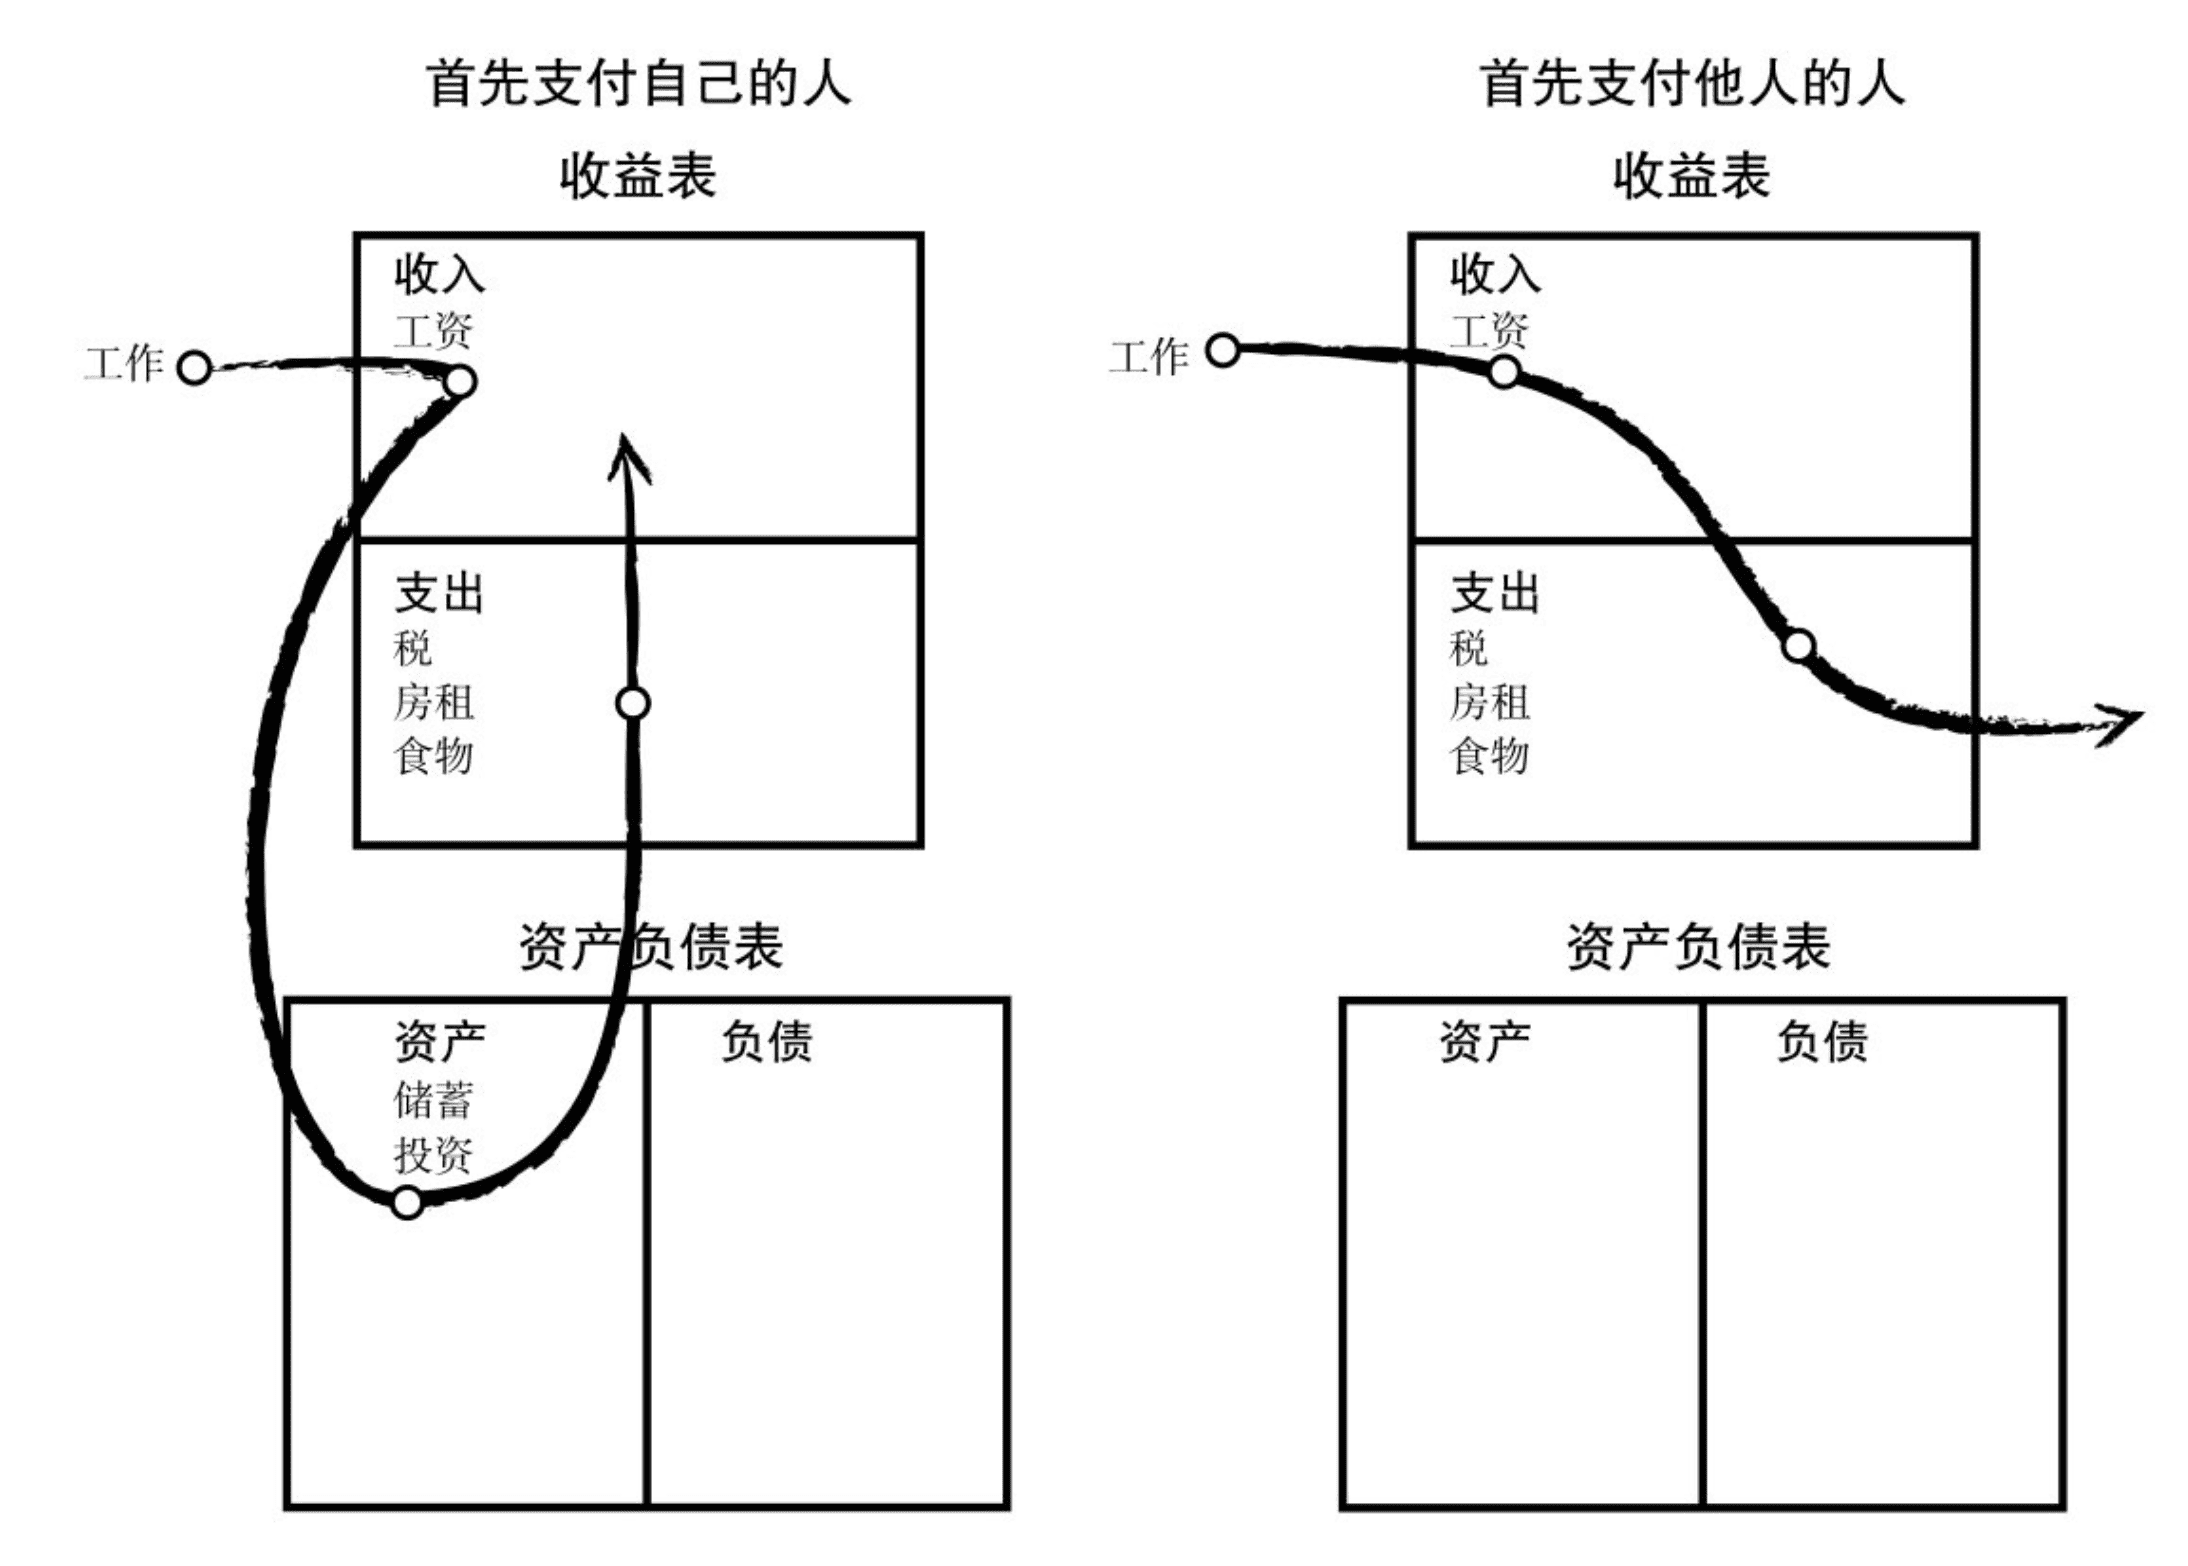 首先支付自己的人
收益表
工作
收入
工资
支出
税
房租
食物
资产负债表
资产
储蓄
投资
负债
首先支付他人的人
收益表
工作
收入
工资
支出
税
房租
食物
资产负债表
资产
负债